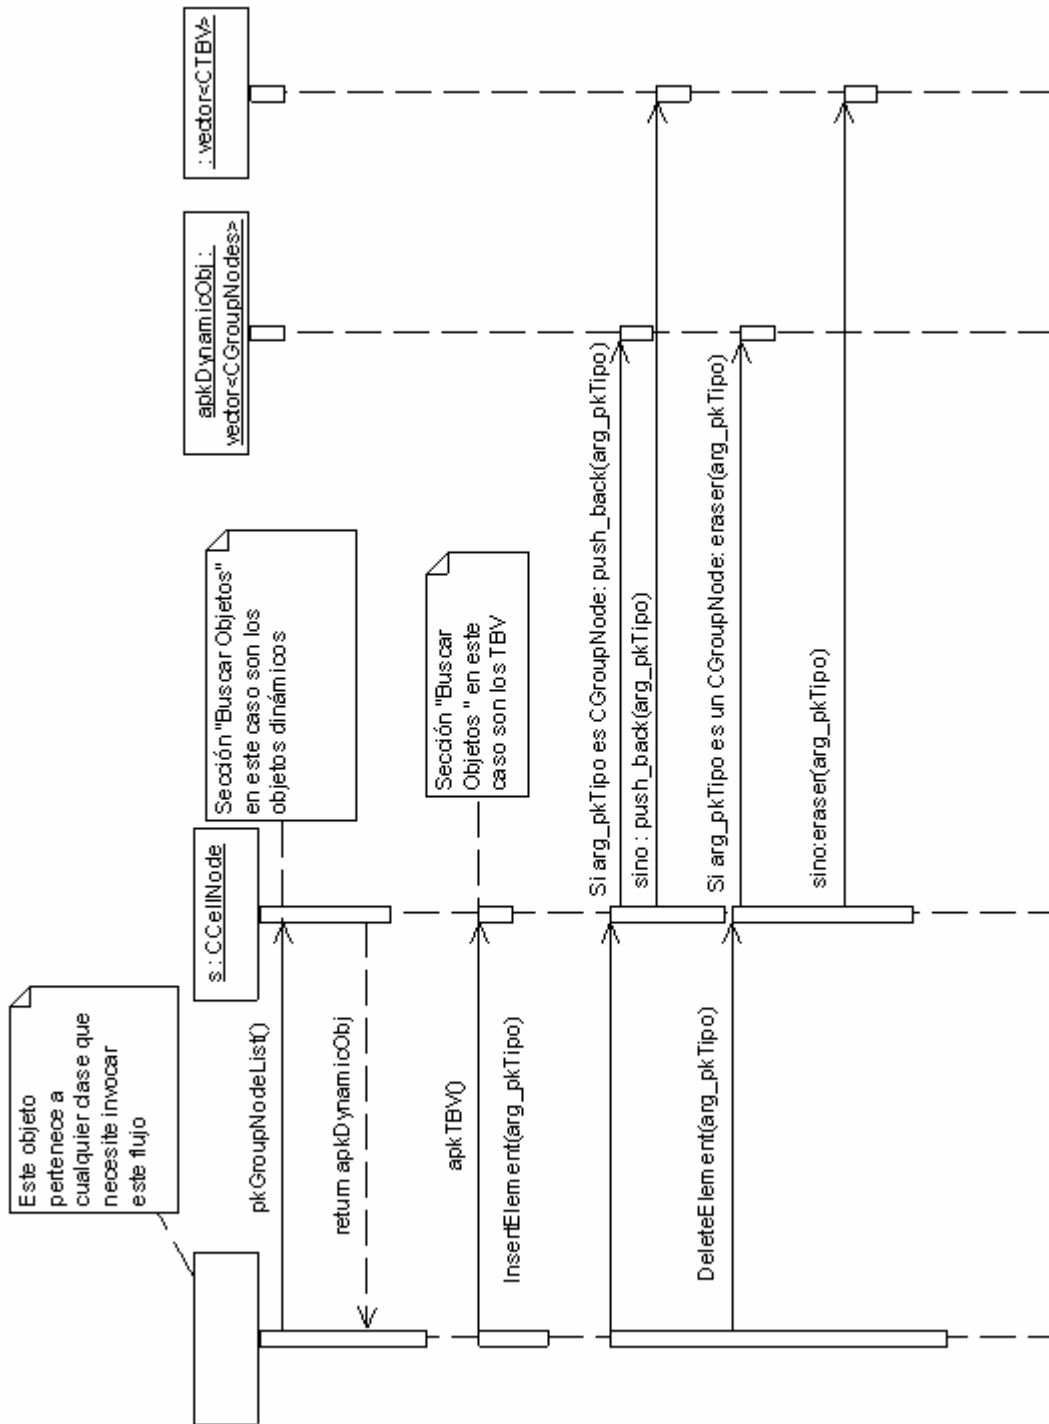 Este objeto
pertenece a
cualquier clase que
necesite invocar
este flujo
s : CCellNode
apkDynamicObj :
vector<CGroupNodes>
: vector<CTBV>
pkGroupNodeList()
Sección "Buscar Objetos"
en este caso son los
objetos dinámicos
return apkDynamicObj
apkTBV()
Sección "Buscar
Objetos " en este
caso son los TBV
InsertElement(arg_pkTipo)
Si arg_pkTipo es CGroupNode: push_back(arg_pkTipo)
sino : push_back(arg_pkTipo)
DeleteElement(arg_pkTipo)
Si arg_pkTipo es un CGroupNode: eraser(arg_pkTipo)
sino:eraser(arg_pkTipo)